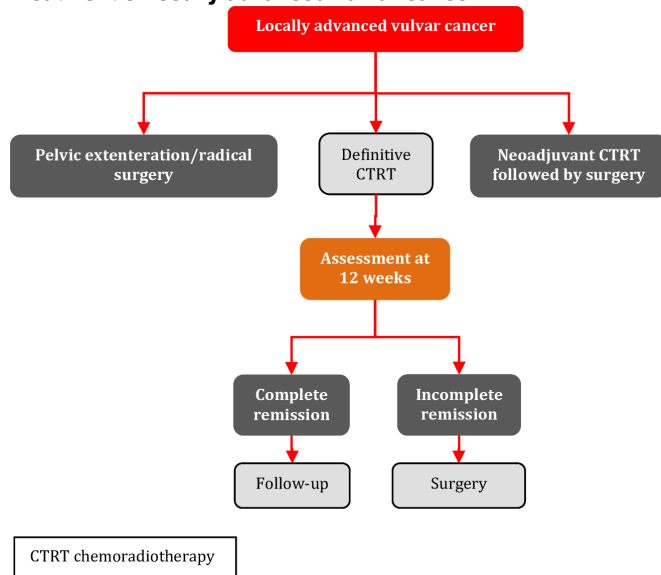 Locally advanced vulvar cancer
Pelvic extenteration/radical
surgery
Definitive
CTRT
Neoadjuvant CTRT
followed by surgery
Assessment at
12 weeks
Complete
remission
Incomplete
remission
Follow-up
Surgery
CTRT chemoradiotherapy